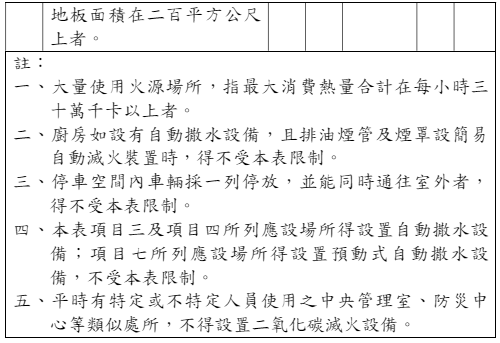 地板面積在二百平方公尺
上者。
註：
一、大量使用火源場所，指最大消費熱量合計在每小時三
十萬千卡以上者。
二、廚房如設有自動撒水設備，且排油煙管及煙罩設簡易
自動滅火裝置時，得不受本表限制。
三、停車空間內車輛採一列停放，並能同時通往室外者，
得不受本表限制。
四、本表項目三及項目四所列應設場所得設置自動撒水設
備；項目七所列應設場所得設置預動式自動撒水設
備，不受本表限制。
五、平時有特定或不特定人員使用之中央管理室、防災中
心等類似處所，不得設置二氧化碳滅火設備。